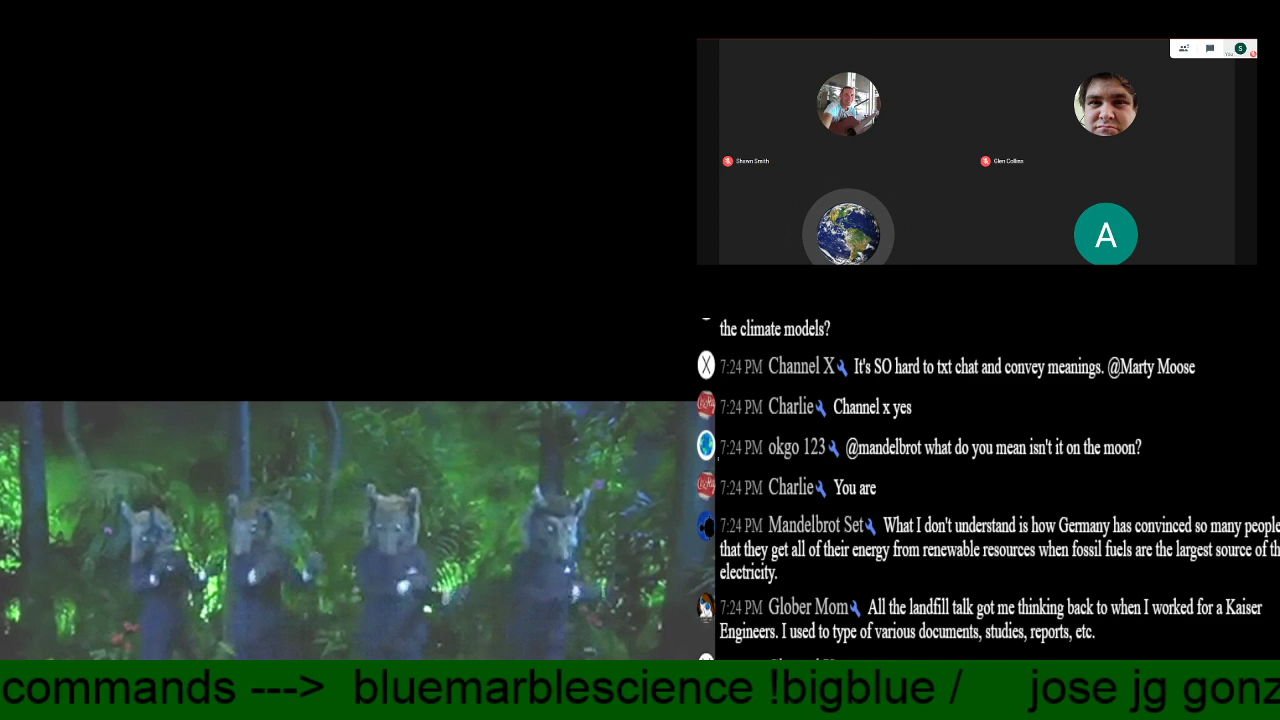 You S
Shawn Smith
Glen Collins
A
the climate models?
X 7:24 PM Channel X It's SO hard to txt chat and convey meanings. @Marty Moose
7:24 PM Charlie Channel x yes
7:24 PM okgo 123 @mandelbrot what do you mean isn't it on the moon?
7:24 PM Charlie You are
7:24 PM Mandelbrot Set What I don't understand is how Germany has convinced so many people
that they get all of their energy from renewable resources when fossil fuels are the largest source of th
electricity.
7:24 PM Glober Mom All the landfill talk got me thinking back to when I worked for a Kaiser
Engineers. I used to type of various documents, studies, reports, etc.
commands ---> bluemarblescience !bigblue / jose jg gonz